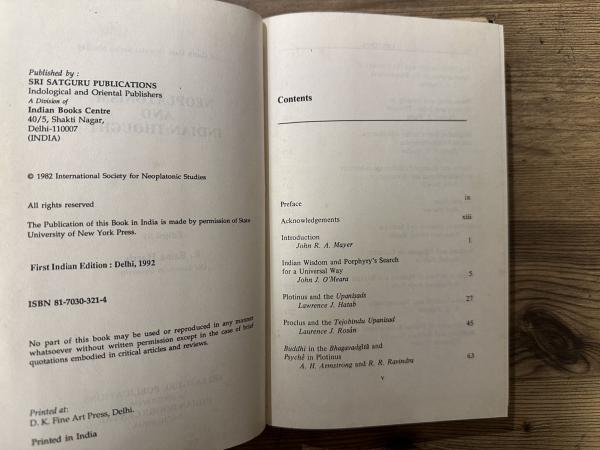 Published by :
SRI SATGURU PUBLICATIONS
Indological and Oriental Publishers
A Division of
Indian Books Centre
40/5, Shakti Nagar,
Delhi-110007
(INDIA)
© 1982 International Society for Neoplatonic Studies
All rights reserved
The Publication of this Book in India is made by permission of State
University of New York Press.
First Indian Edition : Delhi, 1992
ISBN 81-7030-321-4
No part of this book may be used or reproduced in any manner
whatsoever without written permission except in the case of brief
quotations embodied in critical articles and reviews.
Printed at:
D. K. Fine Art Press, Delhi.
Printed in India
Contents
Preface ix
Acknowledgements xiii
Introduction 1
John R. A. Mayer
Indian Wisdom and Porphyry's Search
for a Universal Way 5
John J. O'Meara
Plotinus and the Upaniṣads 27
Lawrence J. Hatab
Proclus and the Tejobindu Upaniṣad 45
Laurence J. Rosán
Buddhi in the Bhagavadgītā and
Psychē in Plotinus 63
A. H. Armstrong and R. R. Ravindra
v